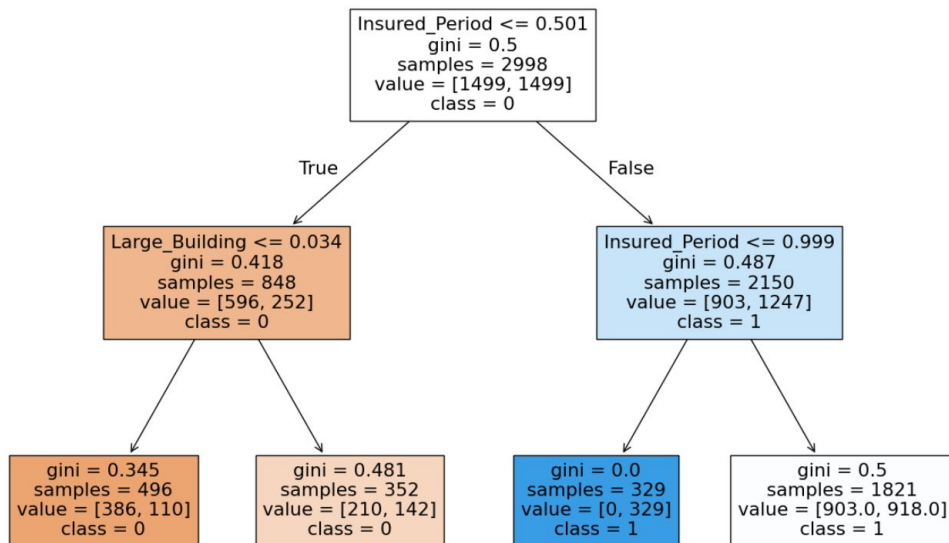 Insured_Period <= 0.501
gini = 0.5
samples = 2998
value = [1499, 1499]
class = 0
True
False
Large_Building <= 0.034
gini = 0.418
samples = 848
value = [596, 252]
class = 0
Insured_Period <= 0.999
gini = 0.487
samples = 2150
value = [903, 1247]
class = 1
gini = 0.345
samples = 496
value = [386, 110]
class = 0
gini = 0.481
samples = 352
value = [210, 142]
class = 0
gini = 0.0
samples = 329
value = [0, 329]
class = 1
gini = 0.5
samples = 1821
value = [903.0, 918.0]
class = 1